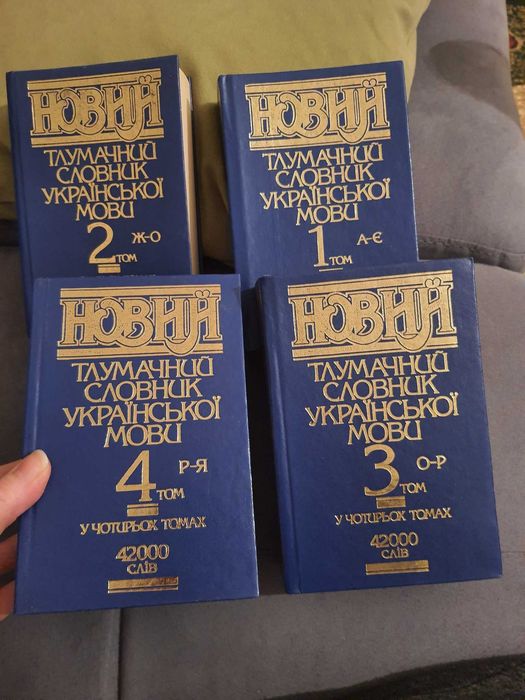 НОВИЙ
ТЛУМАЧНИЙ
СЛОВНИК
УКРАЇНСЬКОЇ
МОВИ
2 ТОМ
Ж-О
НОВИЙ
ТЛУМАЧНИЙ
СЛОВНИК
УКРАЇНСЬКОЇ
МОВИ
1 ТОМ
А-Є
НОВИЙ
ТЛУМАЧНИЙ
СЛОВНИК
УКРАЇНСЬКОЇ
МОВИ
4 ТОМ
Р-Я
У ЧОТИРЬОХ ТОМАХ
42000
СЛІВ
НОВИЙ
ТЛУМАЧНИЙ
СЛОВНИК
УКРАЇНСЬКОЇ
МОВИ
3 ТОМ
О-Р
У ЧОТИРЬОХ ТОМАХ
42000
СЛІВ